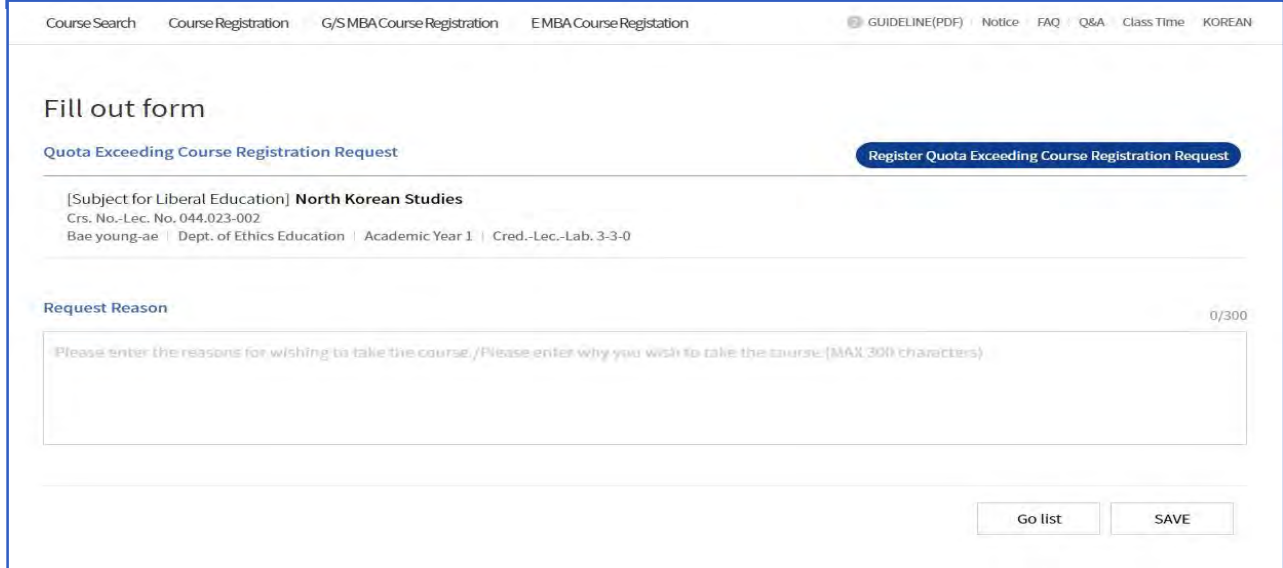 Course Search Course Registration G/S MBA Course Registration E MBA Course Registation GUIDELINE(PDF) Notice FAQ Q&A Class Time KOREAN
Fill out form
Quota Exceeding Course Registration Request Register Quota Exceeding Course Registration Request
[Subject for Liberal Education] North Korean Studies
Crs. No.-Lec. No. 044.023-002
Bae young-ae | Dept. of Ethics Education | Academic Year 1 | Cred.-Lec.-Lab. 3-3-0
Request Reason 0/300
Please enter the reasons for wishing to take the course./Please enter why you wish to take the course.(MAX 300 characters)
Go list SAVE